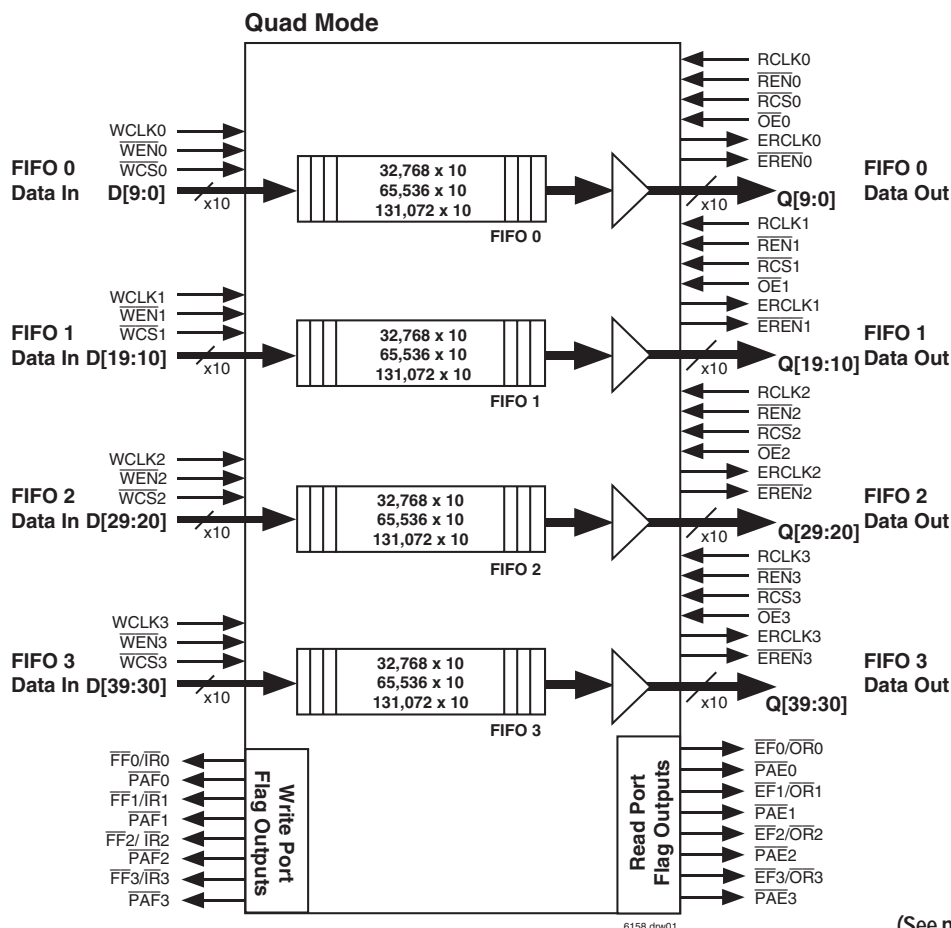 Quad Mode
RCLK0
REN0
RCS0
OE0
ERCLK0
EREN0
WCLK0
WEN0
WCS0
FIFO 0
Data In D[9:0]
x10
32,768 x 10
65,536 x 10
131,072 x 10
FIFO 0
x10
Q[9:0]
FIFO 0
Data Out
RCLK1
REN1
RCS1
OE1
ERCLK1
EREN1
WCLK1
WEN1
WCS1
FIFO 1
Data In D[19:10]
x10
32,768 x 10
65,536 x 10
131,072 x 10
FIFO 1
x10
Q[19:10]
FIFO 1
Data Out
RCLK2
REN2
RCS2
OE2
ERCLK2
EREN2
WCLK2
WEN2
WCS2
FIFO 2
Data In D[29:20]
x10
32,768 x 10
65,536 x 10
131,072 x 10
FIFO 2
x10
Q[29:20]
FIFO 2
Data Out
RCLK3
REN3
RCS3
OE3
ERCLK3
EREN3
WCLK3
WEN3
WCS3
FIFO 3
Data In D[39:30]
x10
32,768 x 10
65,536 x 10
131,072 x 10
FIFO 3
x10
Q[39:30]
FIFO 3
Data Out
FF0/IR0
PAF0
FF1/IR1
PAF1
FF2/ IR2
PAF2
FF3/IR3
PAF3
Write Port
Flag Outputs
Read Port
Flag Outputs
EF0/OR0
PAE0
EF1/OR1
PAE1
EF2/OR2
PAE2
EF3/OR3
PAE3
6158 drw01
(See